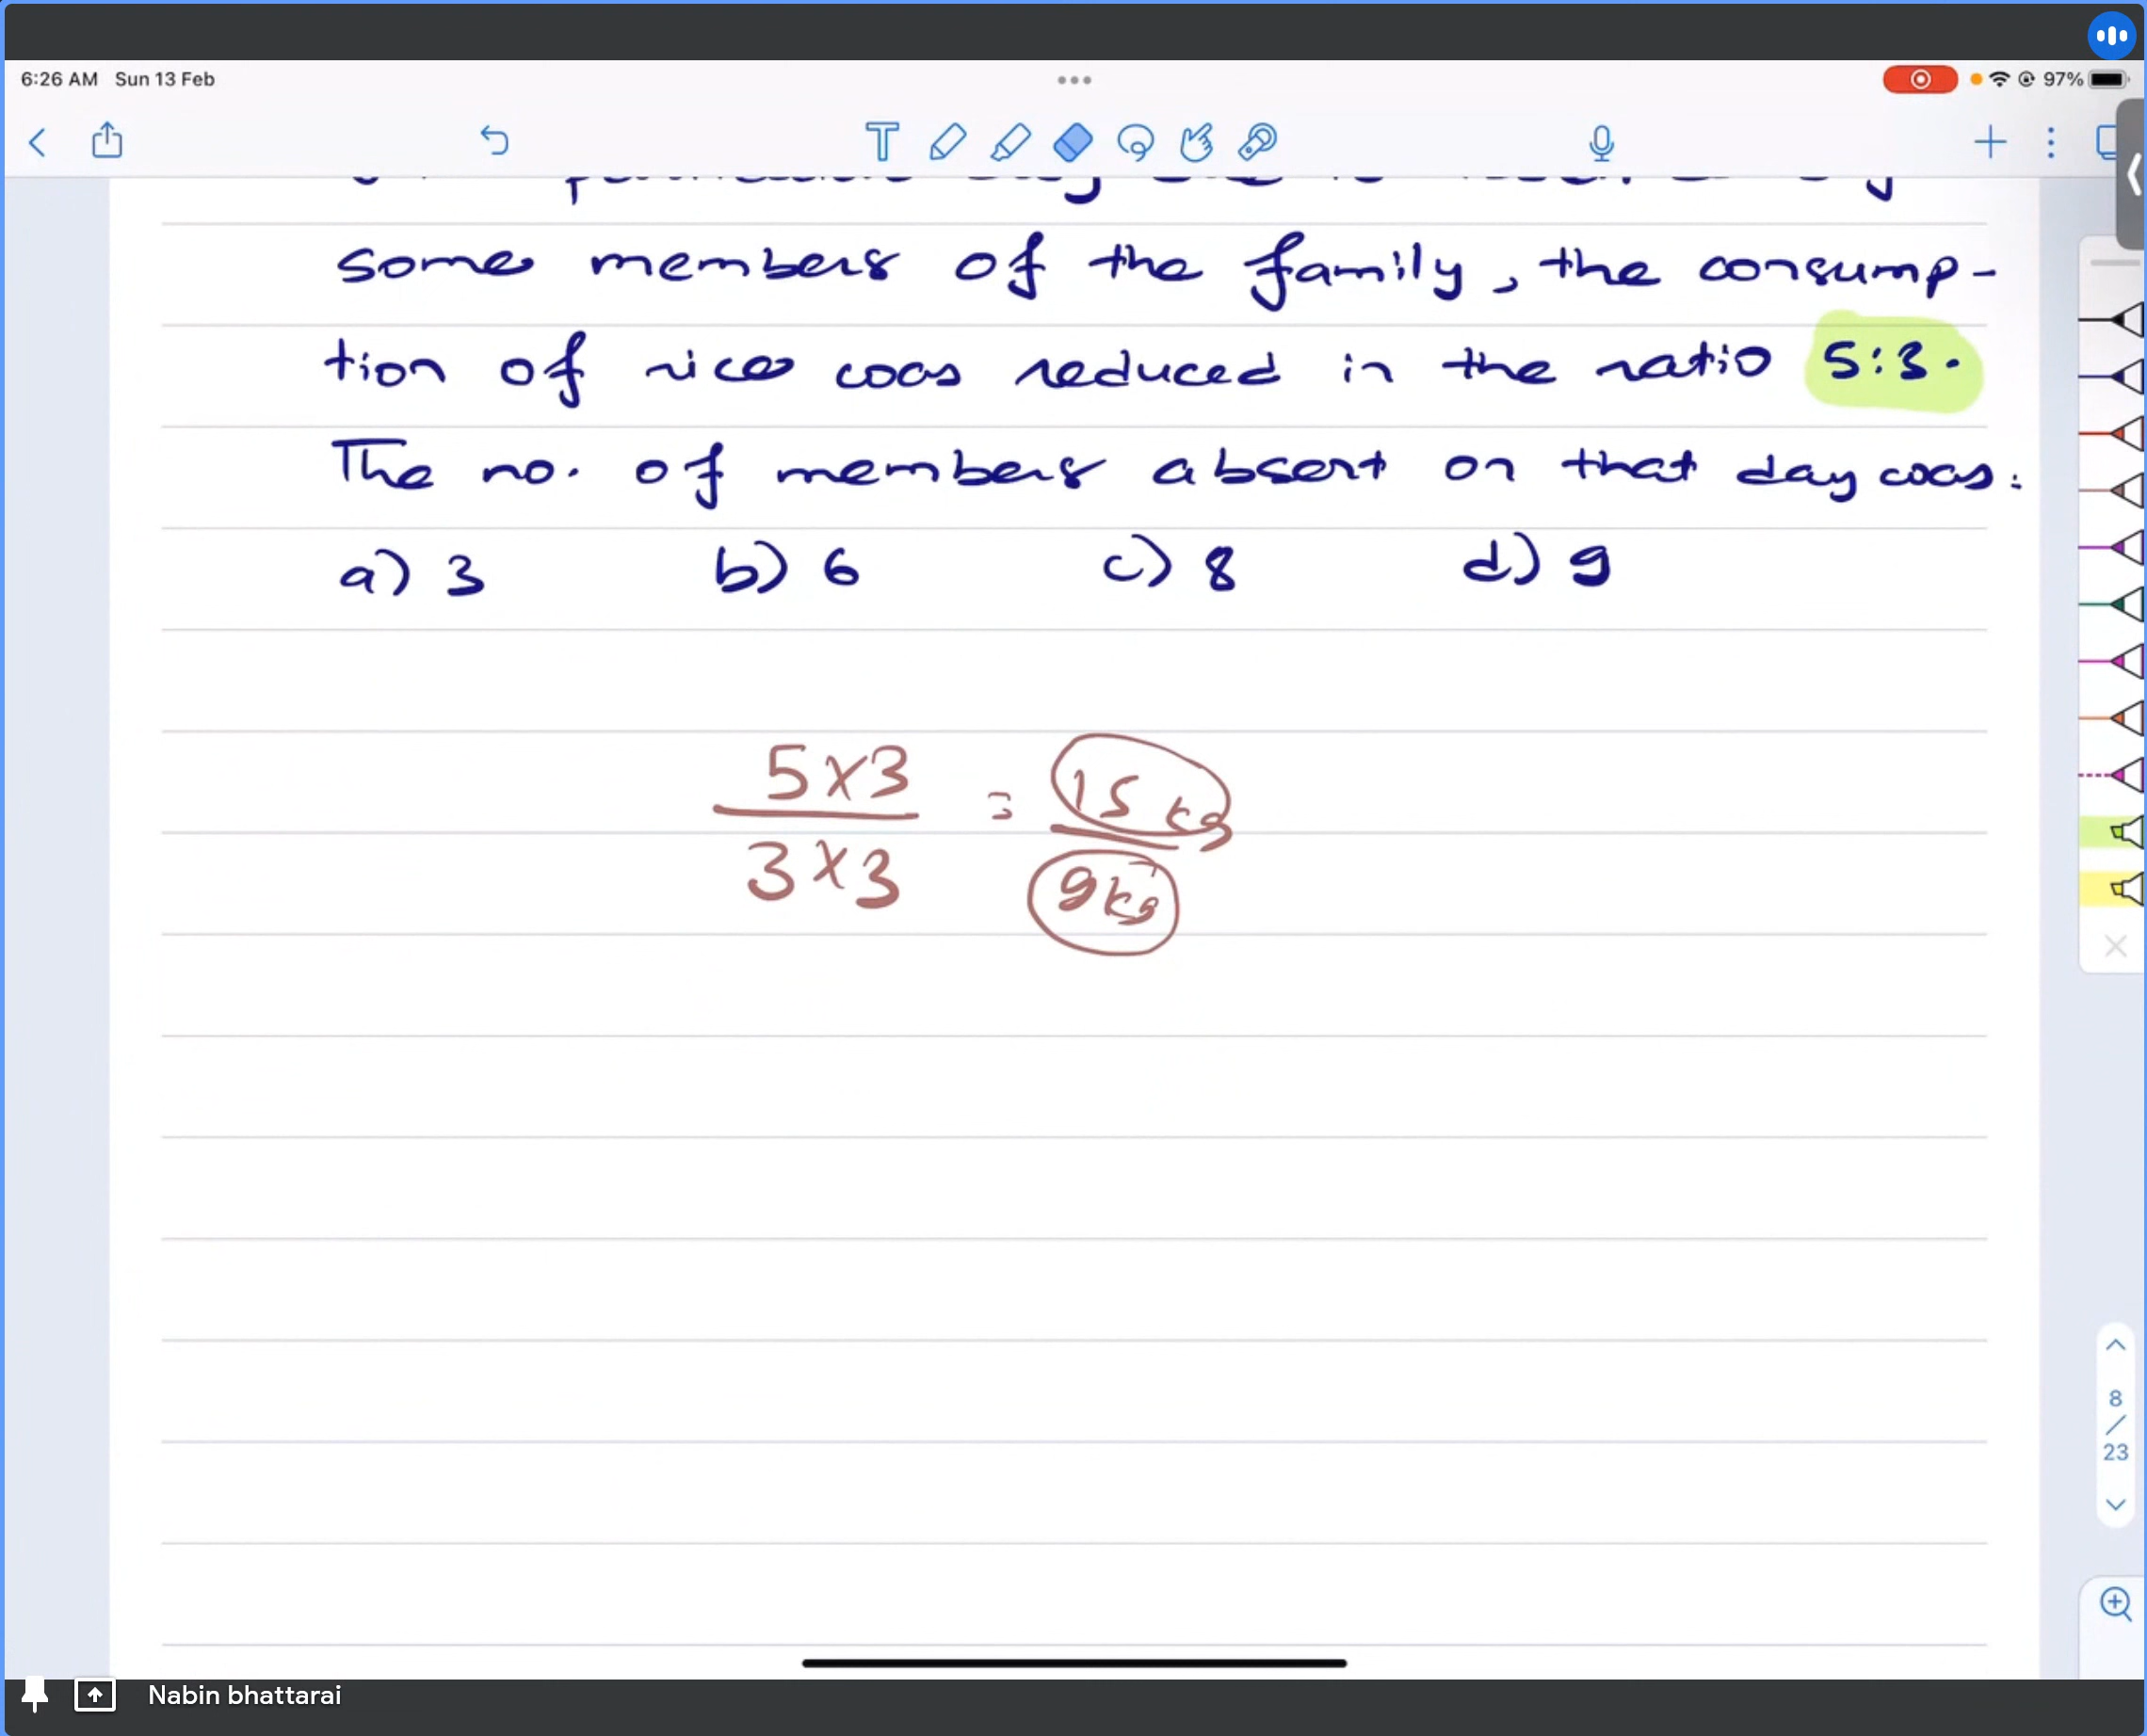 6:26 AM Sun 13 Feb
97%
some members of the family, the consump-
tion of rice was reduced in the ratio 5:3.
The no. of members absent on that day was:
a) 3 b) 6 c) 8 d) 9
5x3 = 15 kg
3x3 9kg
8
/
23
Nabin bhattarai